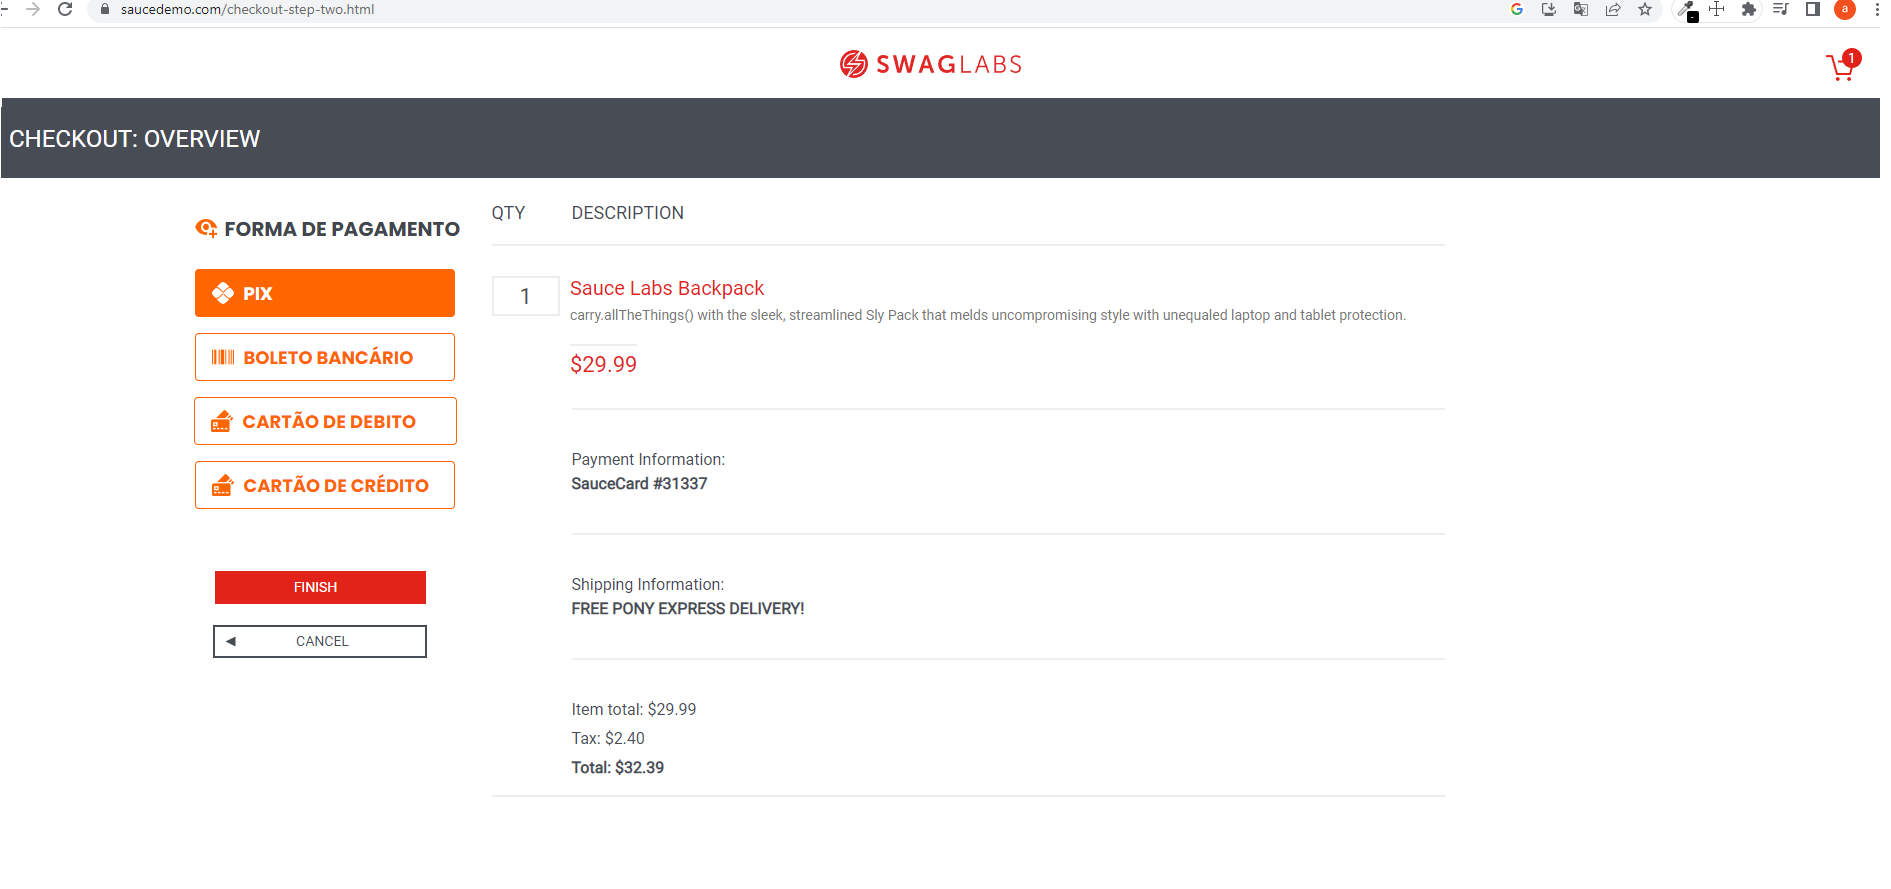 saucedemo.com/checkout-step-two.html
a
SWAGLABS
1
CHECKOUT: OVERVIEW
FORMA DE PAGAMENTO
PIX
BOLETO BANCÁRIO
CARTÃO DE DEBITO
CARTÃO DE CRÉDITO
FINISH
CANCEL
QTY DESCRIPTION
1 Sauce Labs Backpack
carry.allTheThings() with the sleek, streamlined Sly Pack that melds uncompromising style with unequaled laptop and tablet protection.
$29.99
Payment Information:
SauceCard #31337
Shipping Information:
FREE PONY EXPRESS DELIVERY!
Item total: $29.99
Tax: $2.40
Total: $32.39